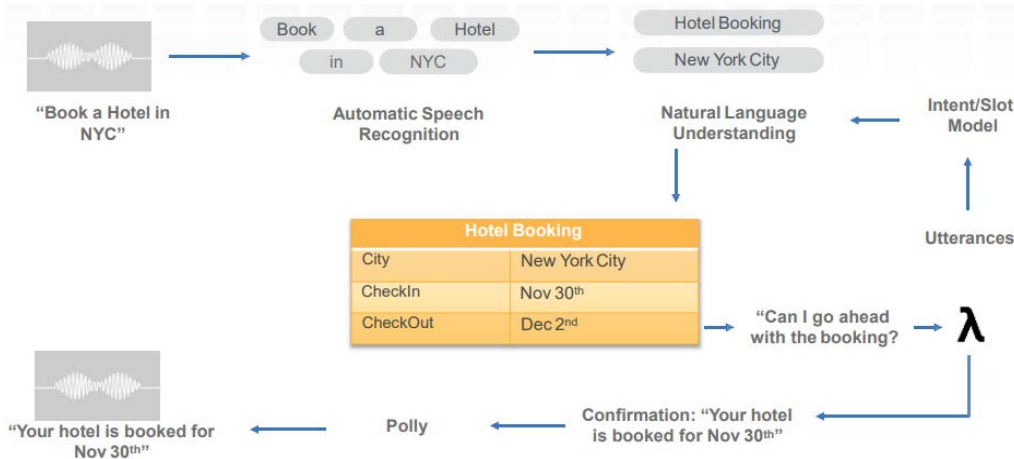 Book
a
Hotel
in
NYC
Hotel Booking
New York City
“Book a Hotel in
NYC”
Automatic Speech
Recognition
Natural Language
Understanding
Intent/Slot
Model
Utterances
Hotel Booking
City New York City
CheckIn Nov 30th
CheckOut Dec 2nd
“Can I go ahead
with the booking?
λ
Confirmation: “Your hotel
is booked for Nov 30th”
Polly
“Your hotel is booked for
Nov 30th”